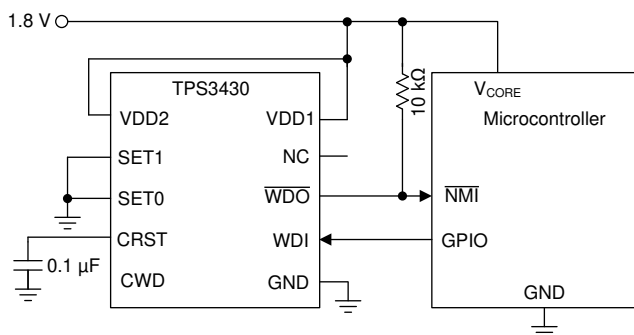 1.8 V
TPS3430
VDD2
VDD1
SET1
NC
SET0
WDO
CRST
WDI
CWD
GND
0.1 µF
10 kΩ
VCORE
Microcontroller
NMI
GPIO
GND